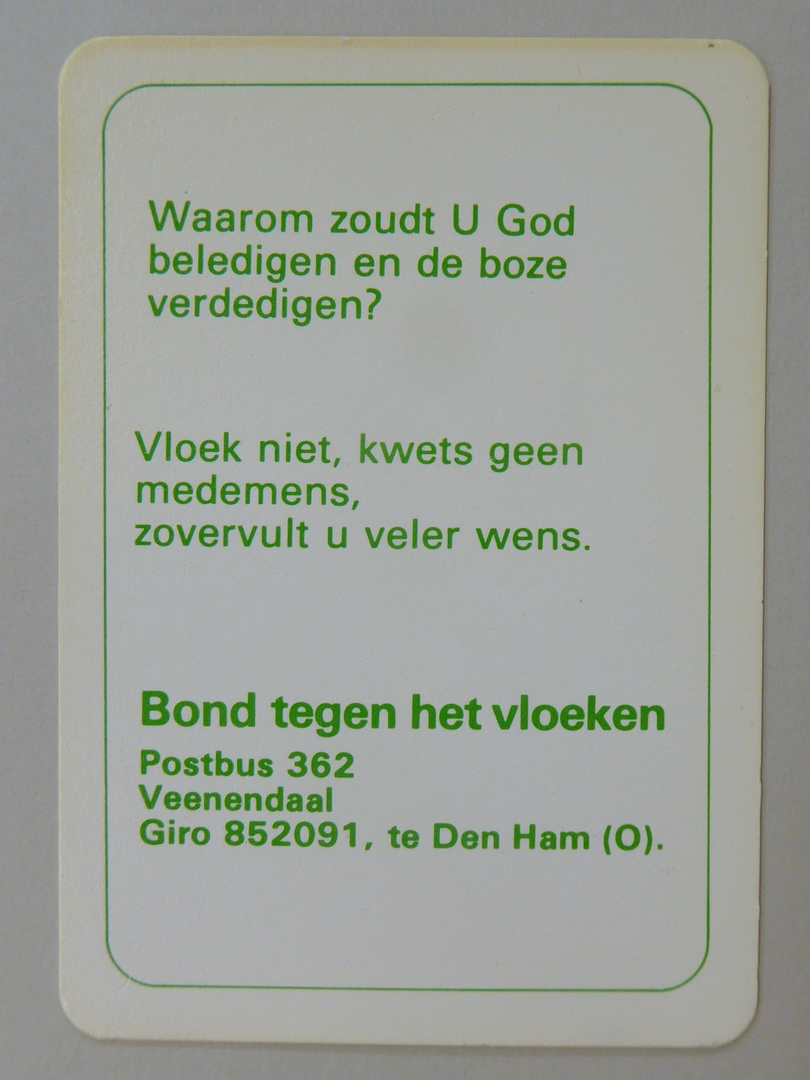 Waarom zoudt U God
beledigen en de boze
verdedigen?
Vloek niet, kwets geen
medemens,
zovervult u veler wens.
Bond tegen het vloeken
Postbus 362
Veenendaal
Giro 852091, te Den Ham (O).